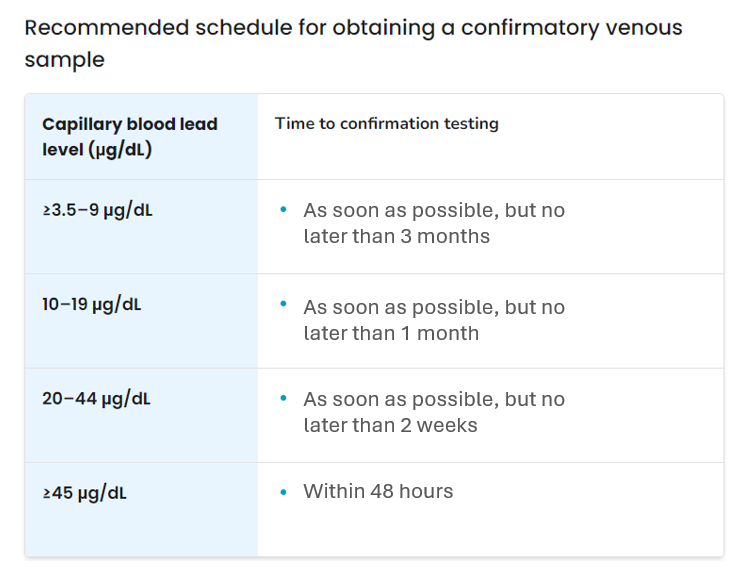 Recommended schedule for obtaining a confirmatory venous
sample
Capillary blood lead
level (µg/dL)
Time to confirmation testing
≥3.5–9 µg/dL
• As soon as possible, but no
later than 3 months
10–19 µg/dL
• As soon as possible, but no
later than 1 month
20–44 µg/dL
• As soon as possible, but no
later than 2 weeks
≥45 µg/dL
• Within 48 hours